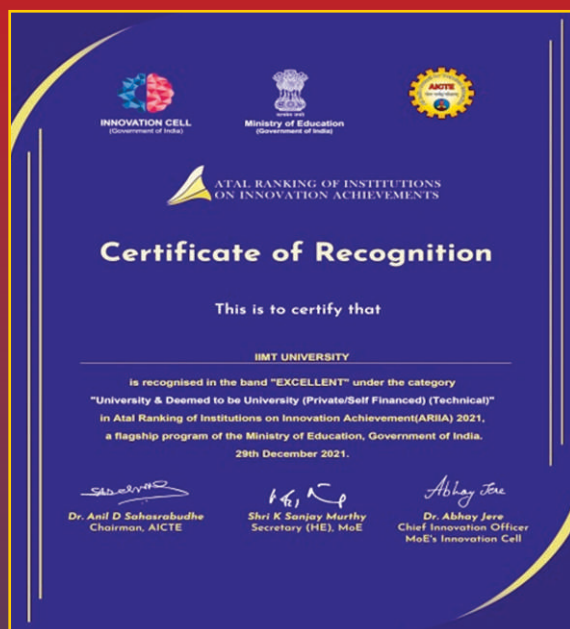 INNOVATION CELL
(Government of India)
सत्यमेव जयते
Ministry of Education
(Government of India)
AICTE
ATAL RANKING OF INSTITUTIONS
ON INNOVATION ACHIEVEMENTS
Certificate of Recognition
This is to certify that
IIMT UNIVERSITY
is recognised in the band "EXCELLENT" under the category
"University & Deemed to be University (Private/Self Financed) (Technical)"
in Atal Ranking of Institutions on Innovation Achievement(ARIIA) 2021,
a flagship program of the Ministry of Education, Government of India.
29th December 2021.
Abhay Jere
Dr. Anil D Sahasrabudhe
Chairman, AICTE
Shri K Sanjay Murthy
Secretary (HE), MoE
Dr. Abhay Jere
Chief Innovation Officer
MoE's Innovation Cell